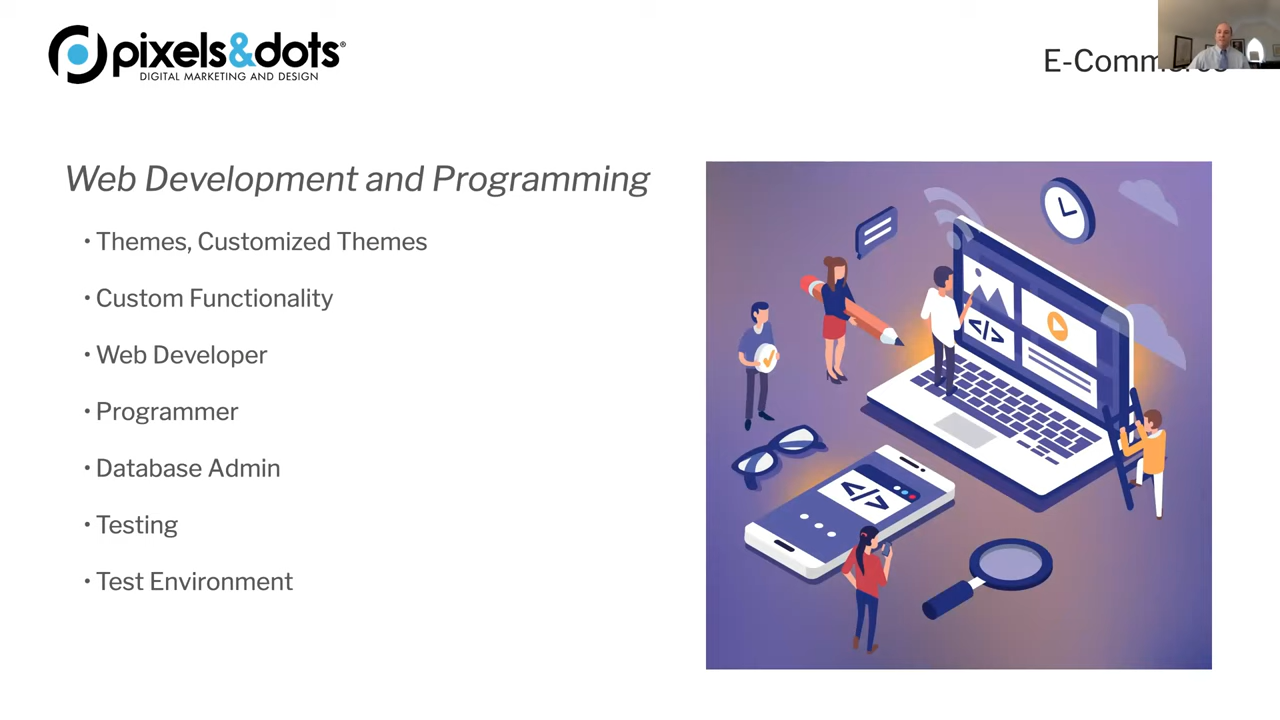 pixels&dots®
DIGITAL MARKETING AND DESIGN
Web Development and Programming
• Themes, Customized Themes
• Custom Functionality
• Web Developer
• Programmer
• Database Admin
• Testing
• Test Environment